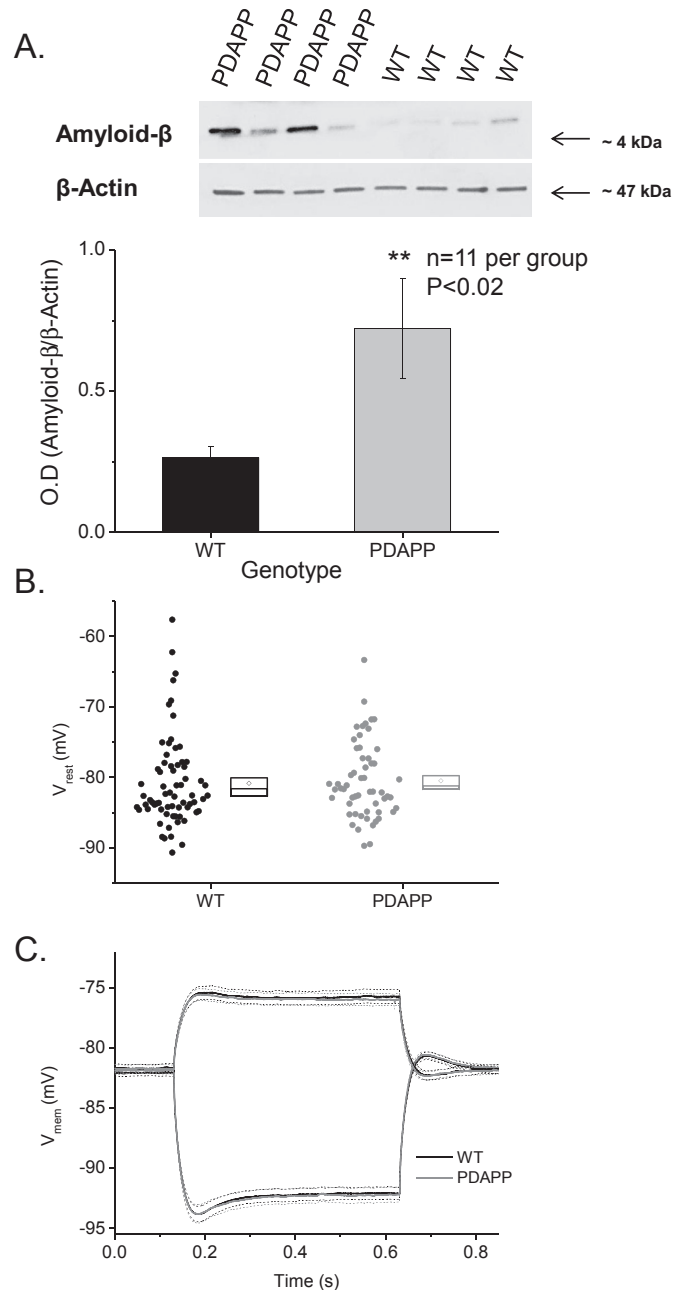 A.
PDAPP PDAPP PDAPP PDAPP WT WT WT WT
Amyloid-β
~ 4 kDa
β-Actin
~ 47 kDa
1.0
0.5
0.0
O.D (Amyloid-β/β-Actin)
** n=11 per group
P<0.02
WT PDAPP
Genotype
B.
-60
-70
-80
-90
V_rest (mV)
WT PDAPP
C.
-75
-80
-85
-90
-95
V_mem (mV)
WT
PDAPP
0.0 0.2 0.4 0.6 0.8
Time (s)